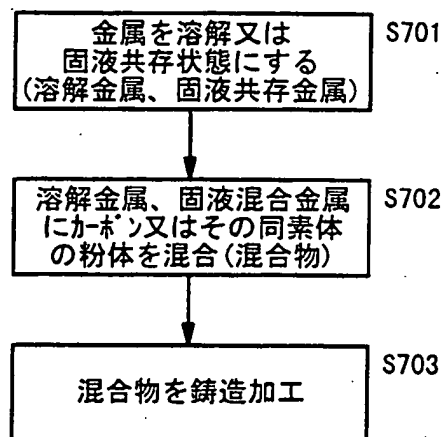 金属を溶解又は
固液共存状態にする
(溶解金属、固液共存金属)
S701
溶解金属、固液混合金属
にカーボン又はその同素体
の粉体を混合(混合物)
S702
混合物を鋳造加工
S703